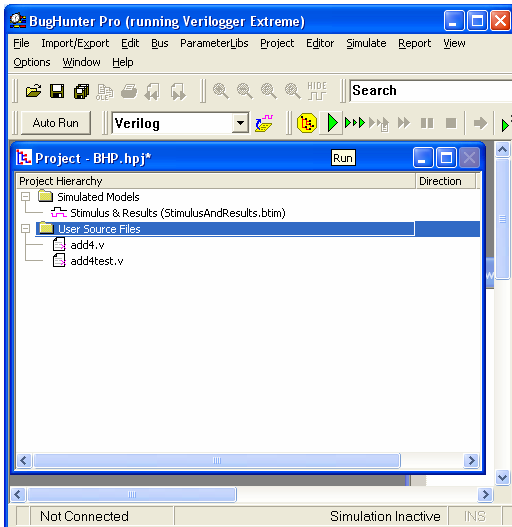 BugHunter Pro (running Verilogger Extreme)
File Import/Export Edit Bus ParameterLibs Project Editor Simulate Report View
Options Window Help
HIDE
Search
Auto Run
Verilog
Project - BHP.hpj*
Run
Project Hierarchy
Direction
Simulated Models
Stimulus & Results (StimulusAndResults.btim)
User Source Files
add4.v
add4test.v
Not Connected
Simulation Inactive
INS